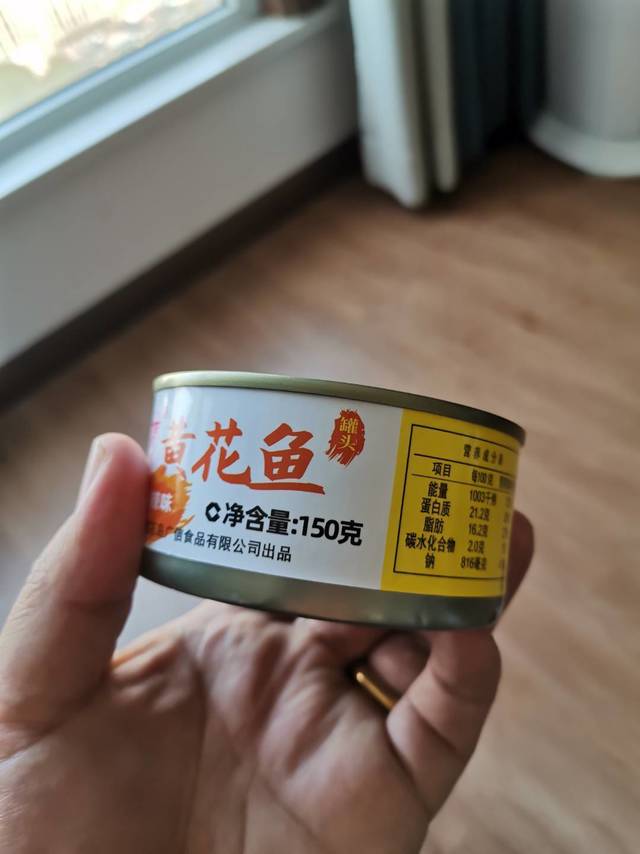 黄花鱼
罐头
味
净含量:150克
信食品有限公司出品
营养成分表
项目 每100克
能量 1003千焦
蛋白质 21.2克
脂肪 16.2克
碳水化合物 2.0克
钠 816毫克